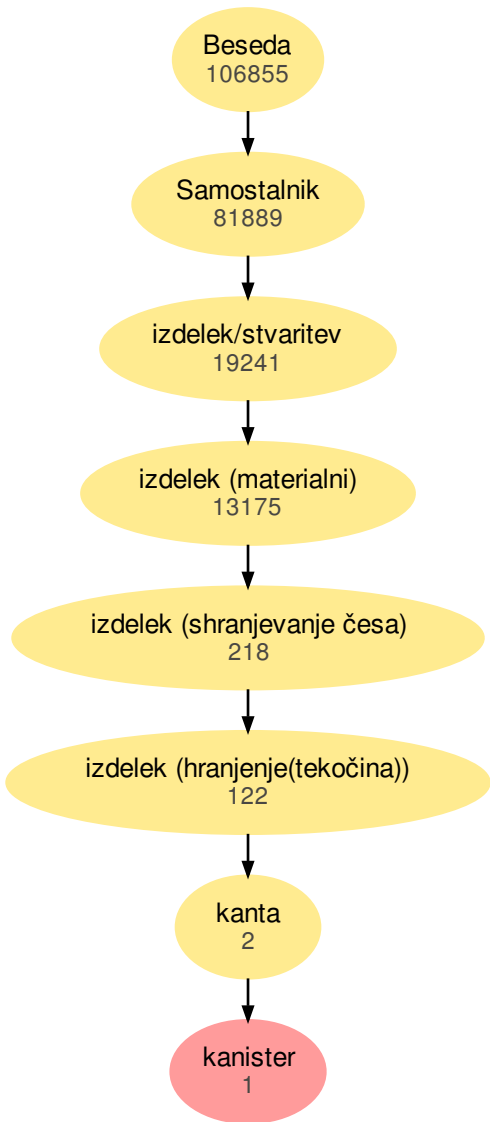 Beseda
106855
Samostalnik
81889
izdelek/stvaritev
19241
izdelek (materialni)
13175
izdelek (shranjevanje česa)
218
izdelek (hranjenje(tekočina))
122
kanta
2
kanister
1